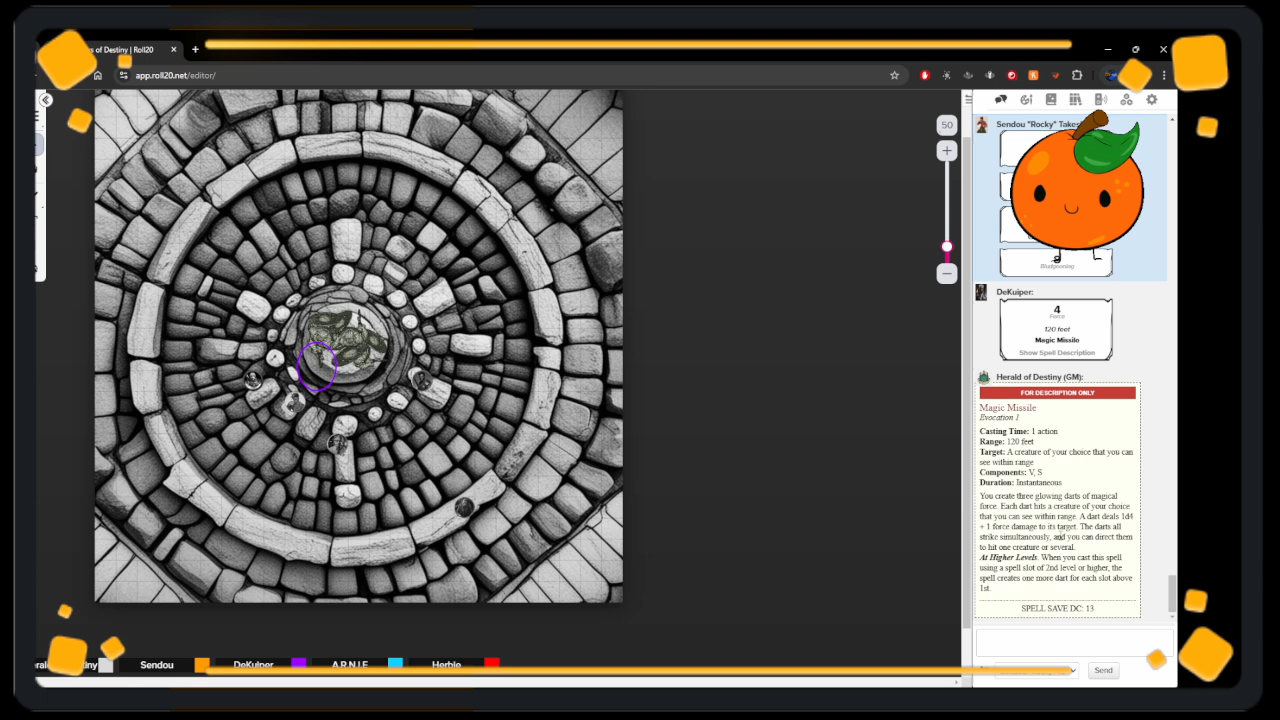 s of Destiny | Roll20
app.roll20.net/editor/
50
Sendou "Rocky" Takes
Bludgeoning
DeKuiper:
4
Force
120 feet
Magic Missile
Show Spell Description
Herald of Destiny (GM):
FOR DESCRIPTION ONLY
Magic Missile
Evocation 1
Casting Time: 1 action
Range: 120 feet
Target: A creature of your choice that you can
see within range
Components: V, S
Duration: Instantaneous
You create three glowing darts of magical
force. Each dart hits a creature of your choice
that you can see within range. A dart deals 1d4
+ 1 force damage to its target. The darts all
strike simultaneously, and you can direct them
to hit one creature or several.
At Higher Levels. When you cast this spell
using a spell slot of 2nd level or higher, the
spell creates one more dart for each slot above
1st.
SPELL SAVE DC: 13
Sendou
DeKuiper
A.R.N.I.E
Herble
Send